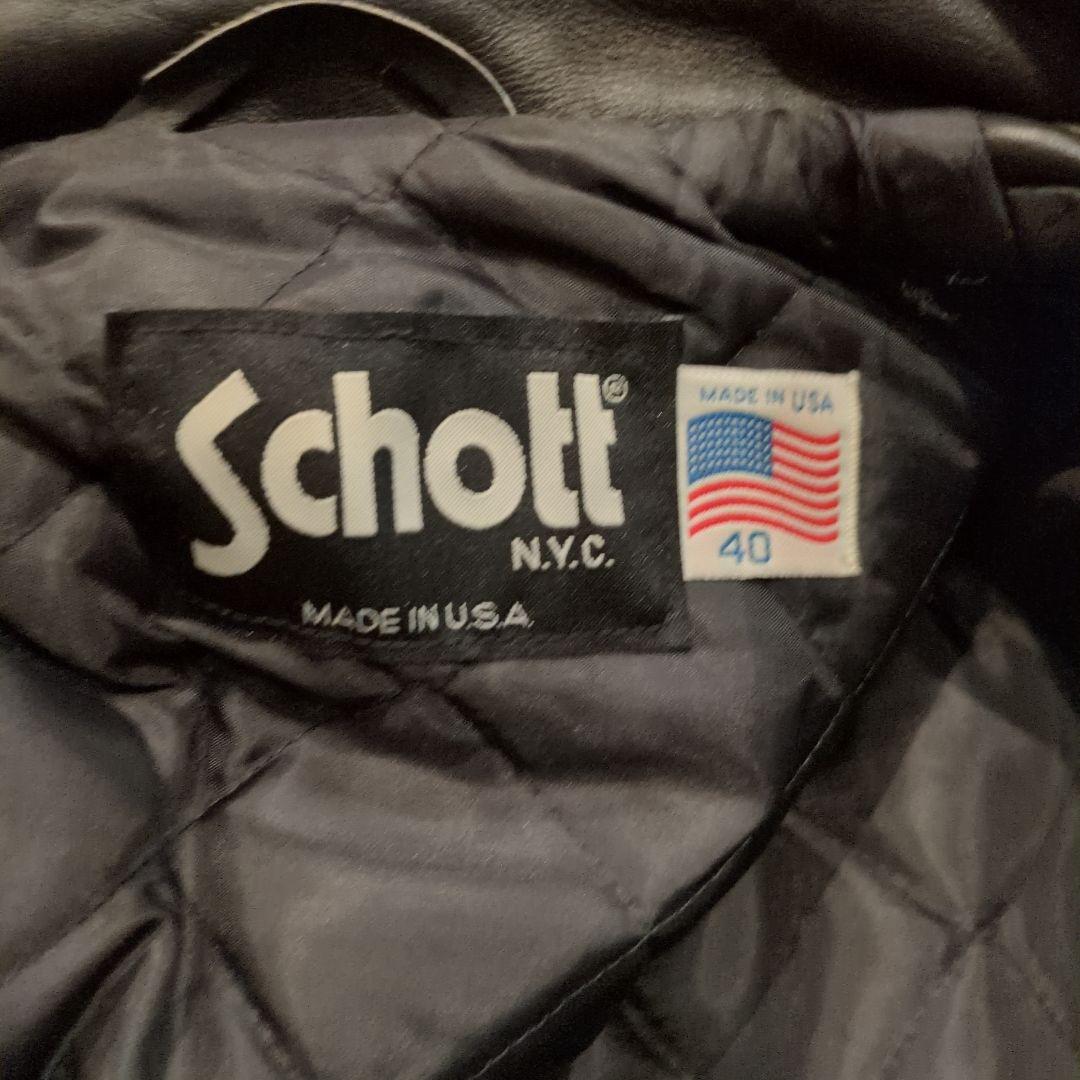 Schott®
N.Y.C.
MADE IN U.S.A.
MADE IN USA
40